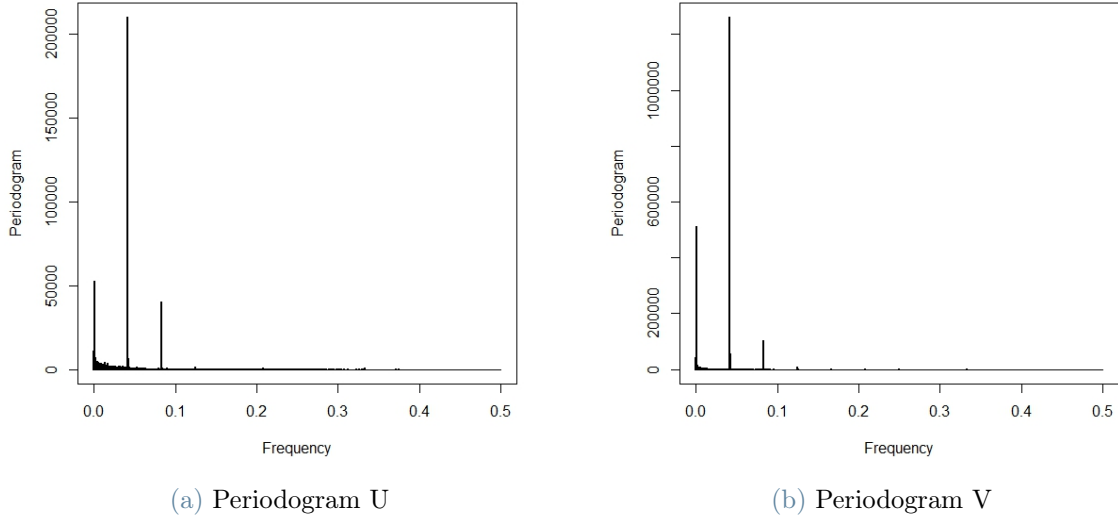 Periodogram
0
50000
100000
150000
200000
0.0 0.1 0.2 0.3 0.4 0.5
Frequency
(a) Periodogram U
Periodogram
0
200000
600000
1000000
0.0 0.1 0.2 0.3 0.4 0.5
Frequency
(b) Periodogram V